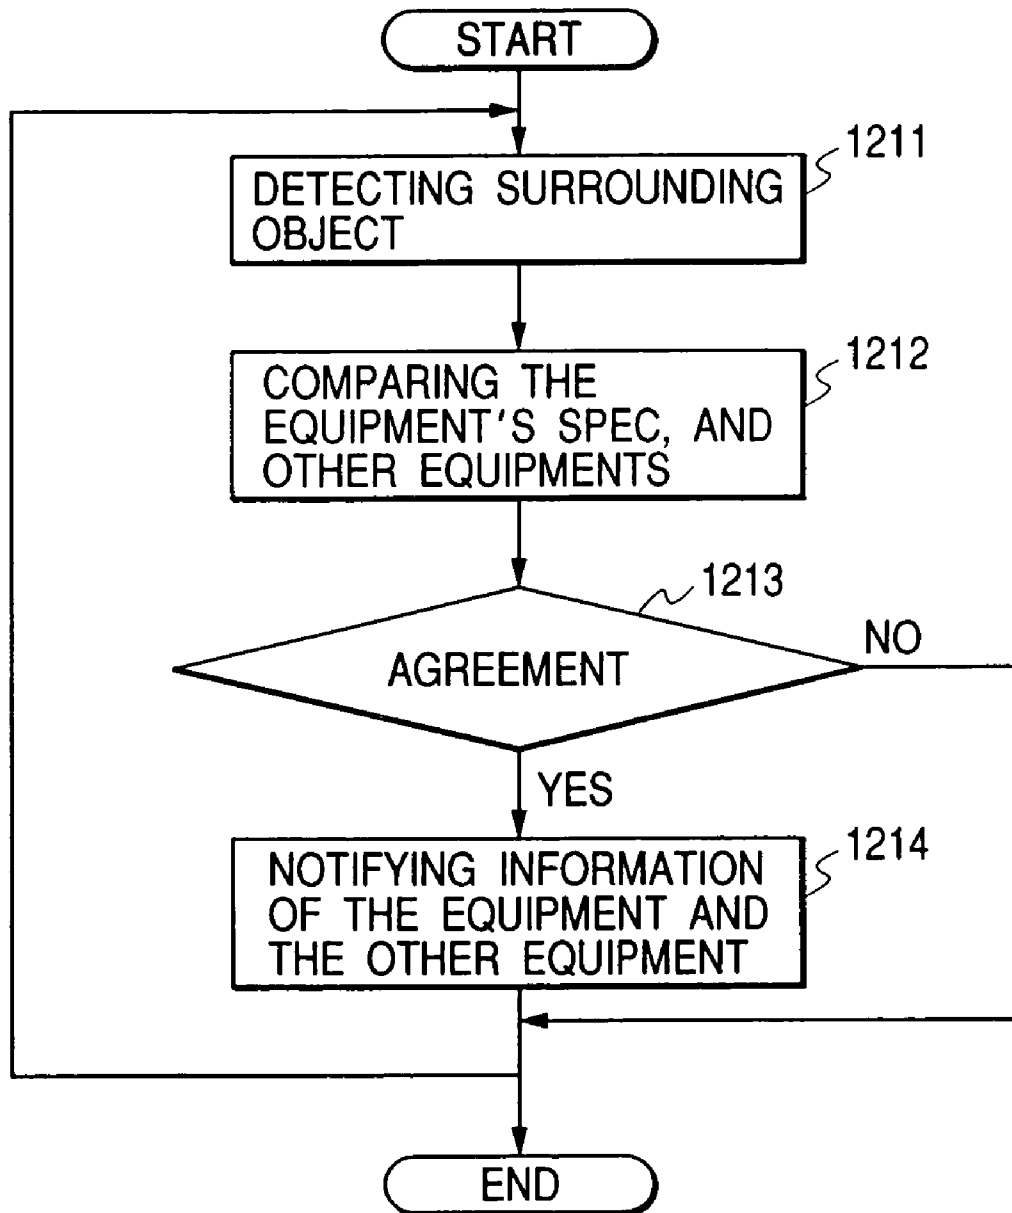 START
1211
DETECTING SURROUNDING
OBJECT
1212
COMPARING THE
EQUIPMENT'S SPEC, AND
OTHER EQUIPMENTS
1213
AGREEMENT
NO
YES
1214
NOTIFYING INFORMATION
OF THE EQUIPMENT AND
THE OTHER EQUIPMENT
END